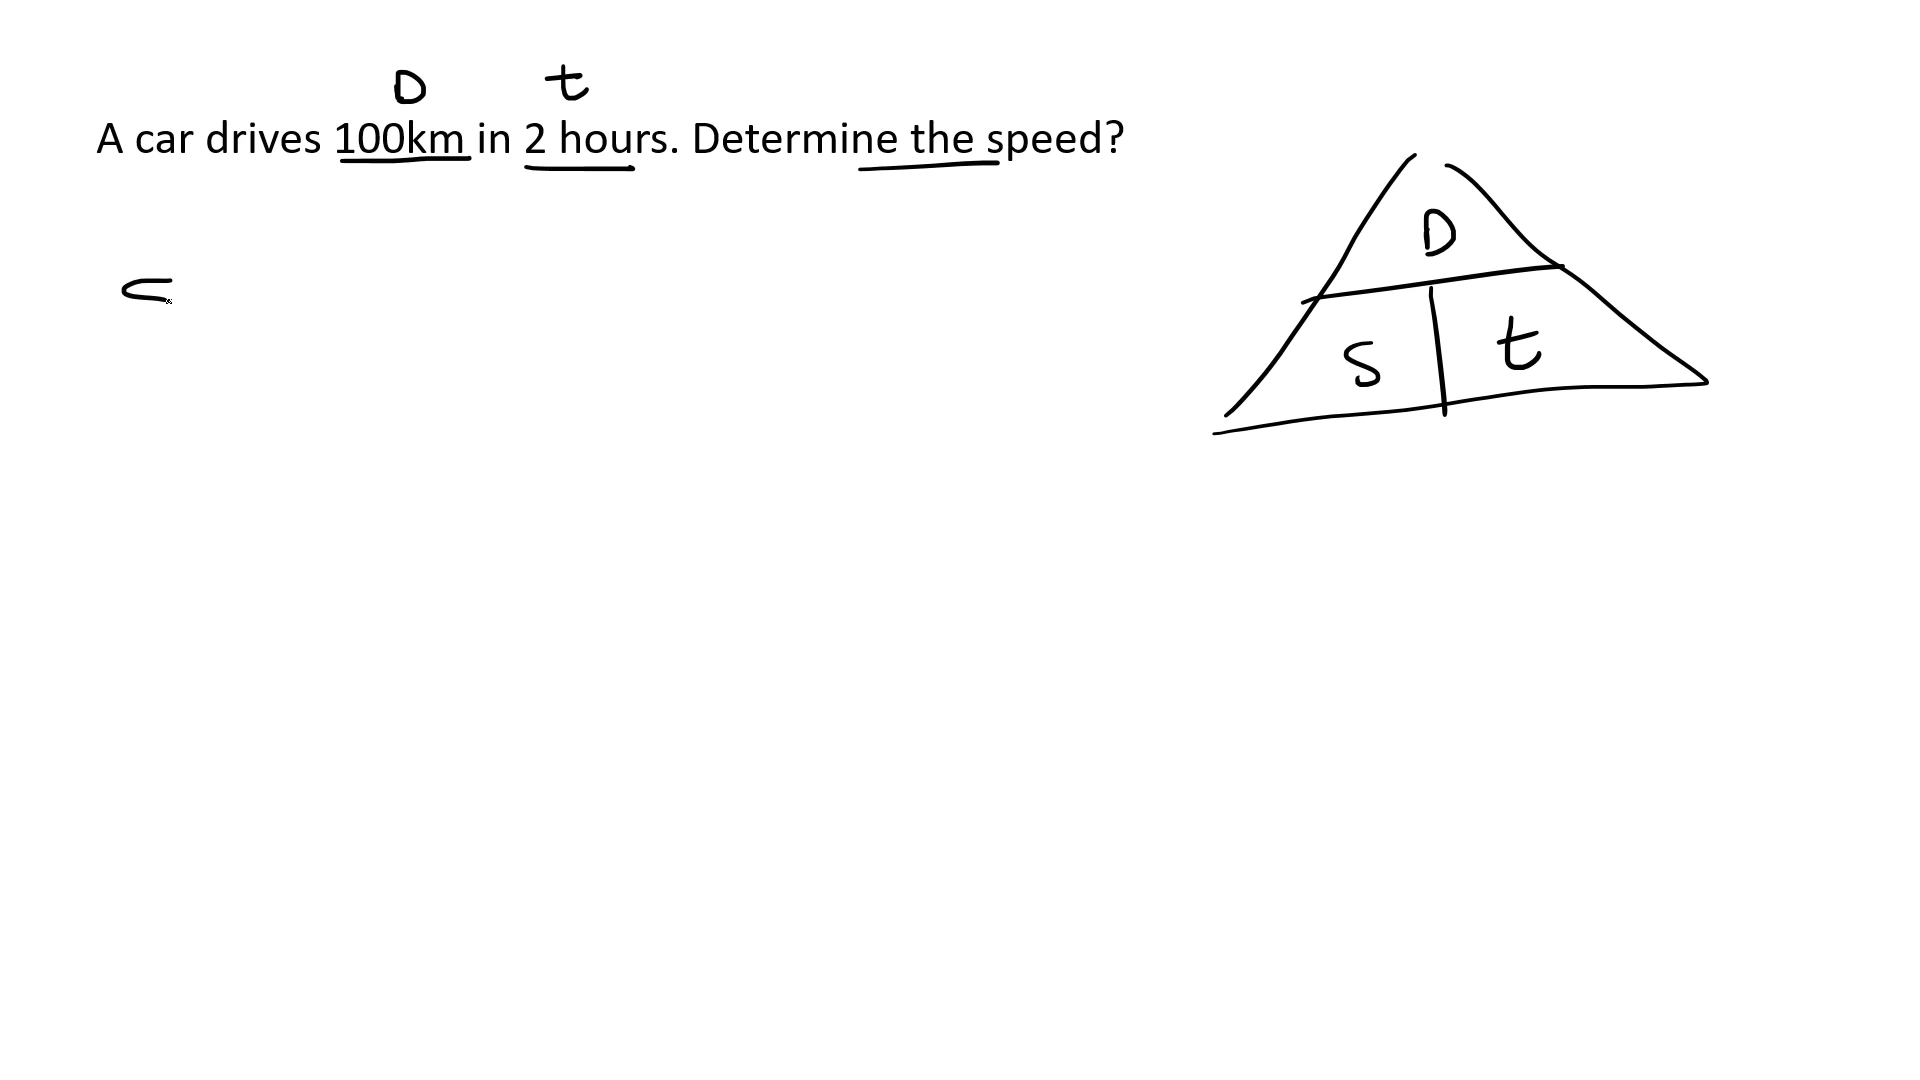 D t
A car drives 100km in 2 hours. Determine the speed?
D
S t